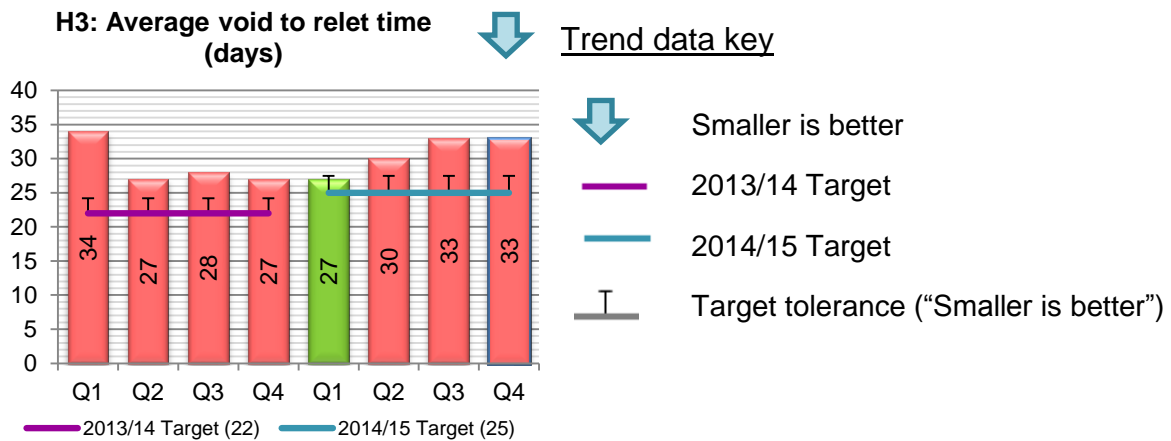 H3: Average void to relet time
(days)
40
35
30
25
20
15
10
5
0
34
27
28
27
27
30
33
33
Q1 Q2 Q3 Q4 Q1 Q2 Q3 Q4
2013/14 Target (22) 2014/15 Target (25)
Trend data key
Smaller is better
2013/14 Target
2014/15 Target
Target tolerance (“Smaller is better”)